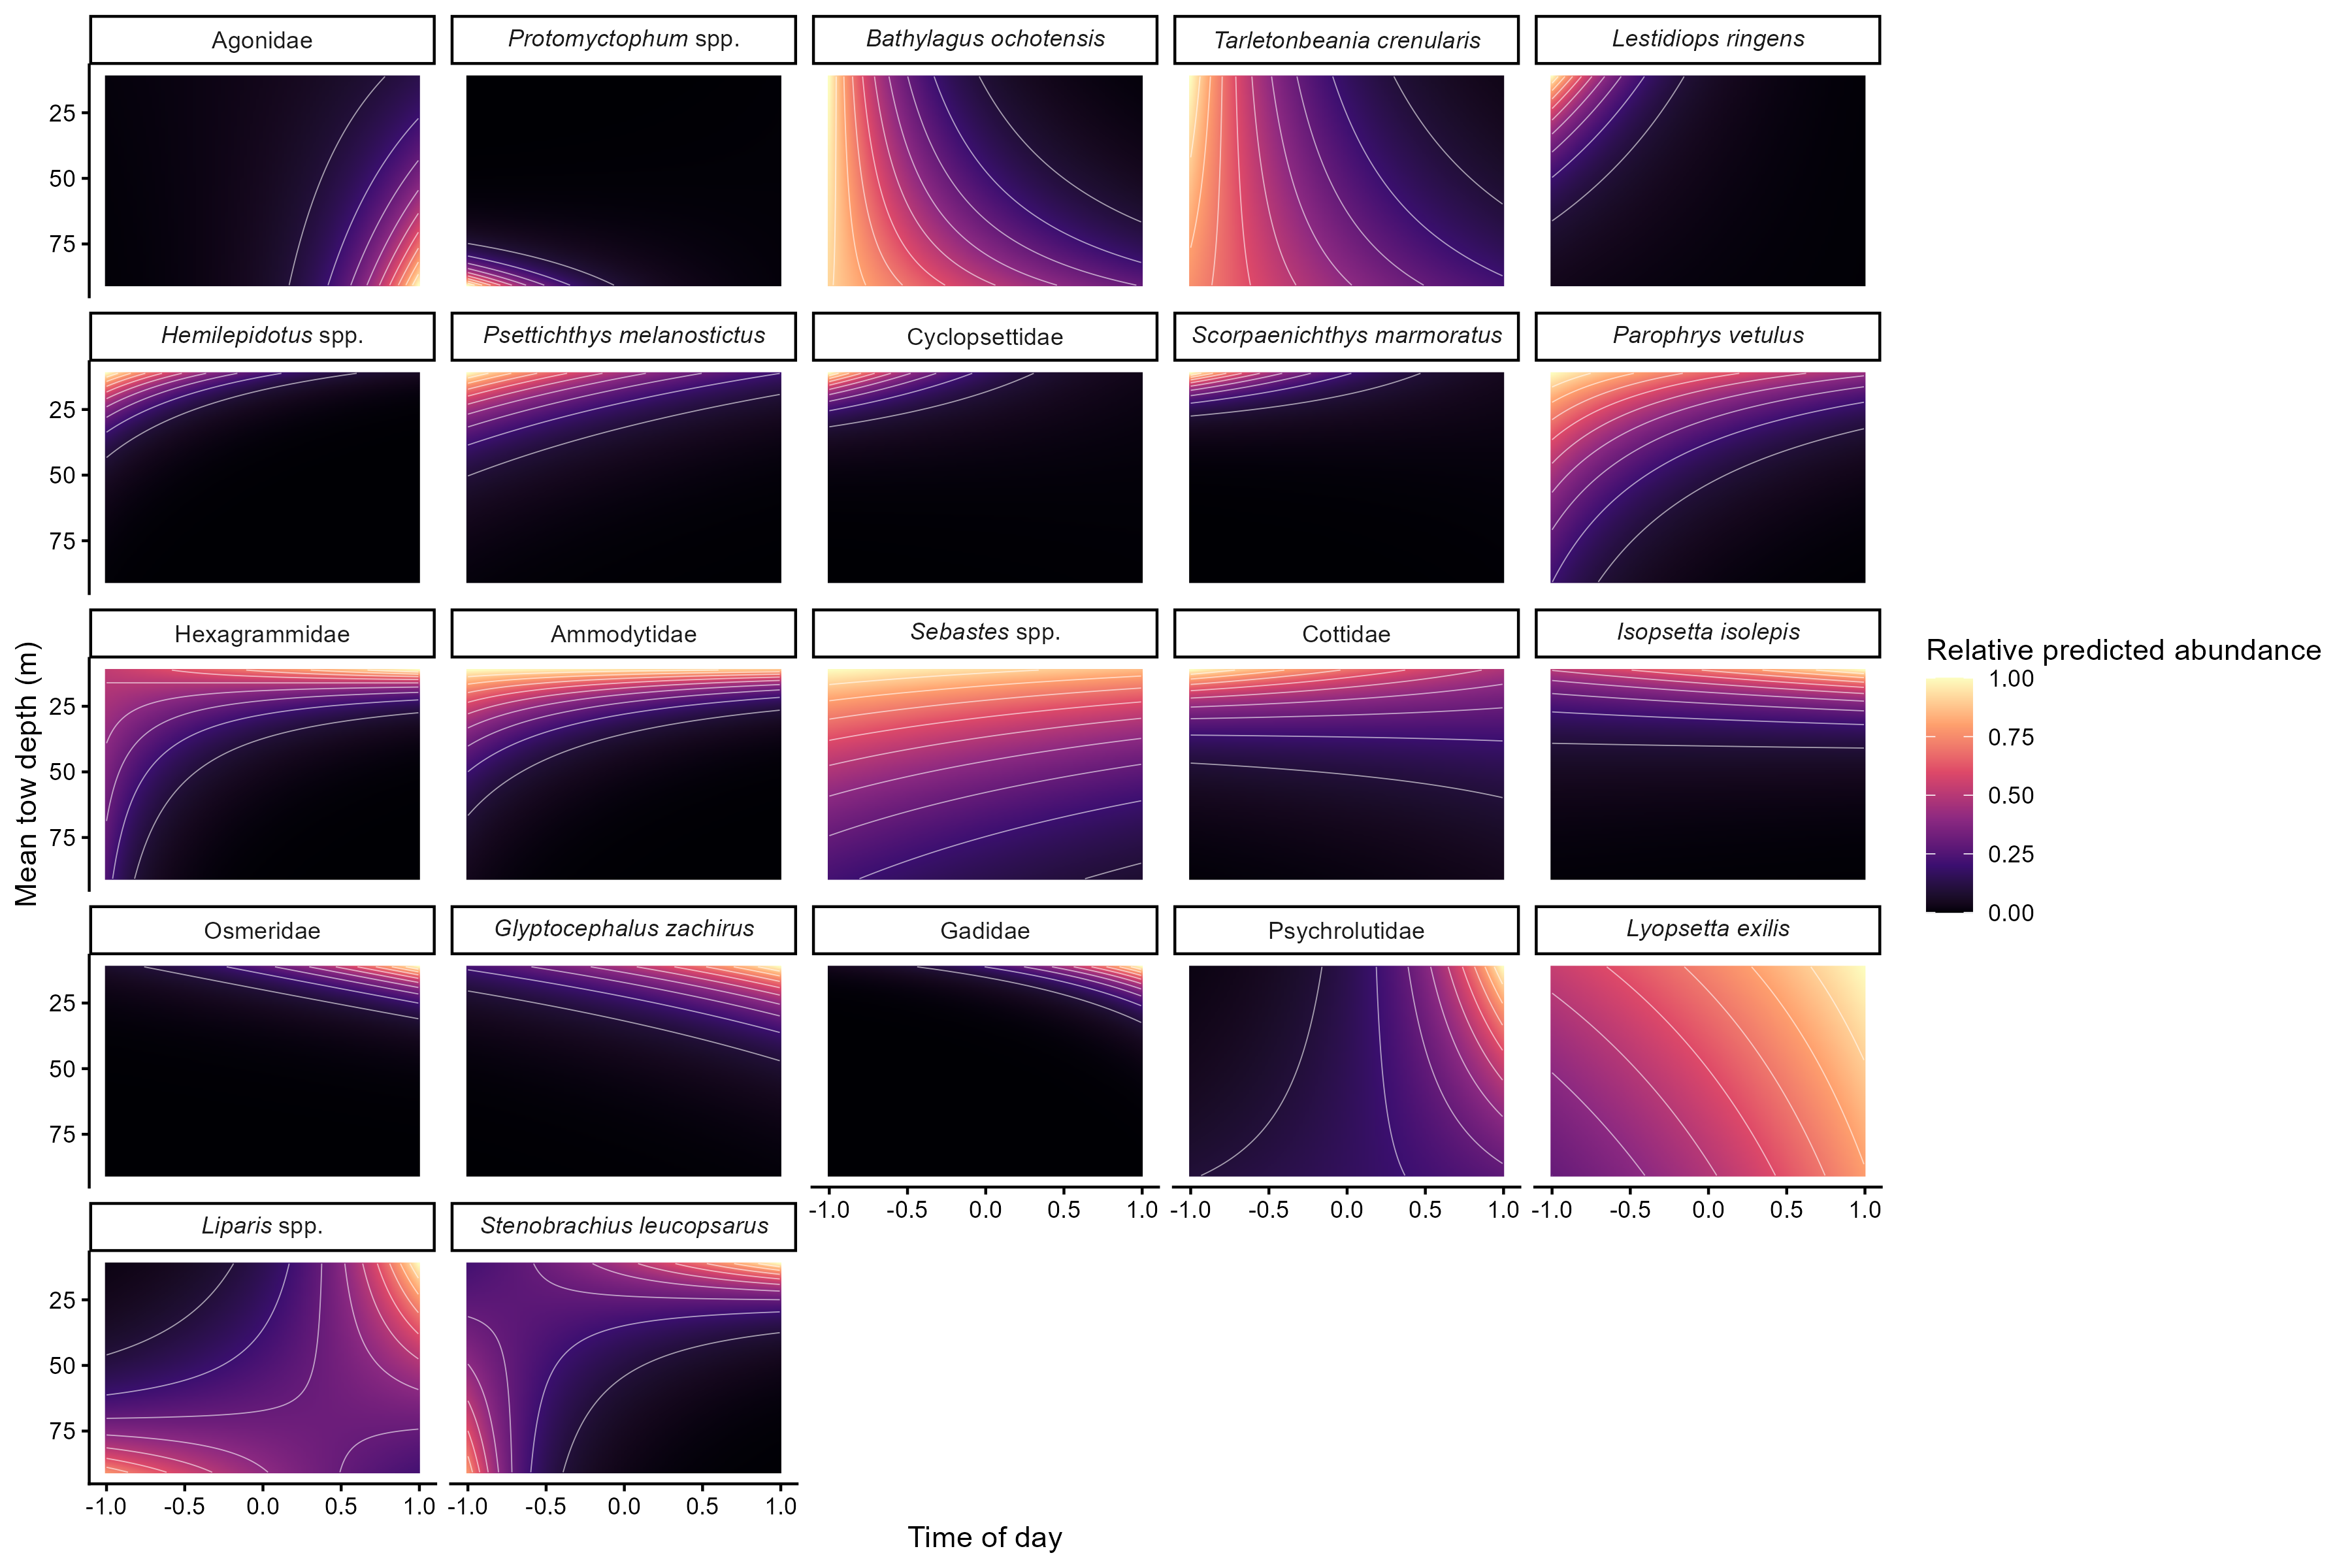 Agonidae
Protomyctophum spp.
Bathylagus ochotensis
Tarletonbeania crenularis
Lestidiops ringens
25
50
75
Hemilepidotus spp.
Psettichthys melanostictus
Cyclopsettidae
Scorpaenichthys marmoratus
Parophrys vetulus
25
50
75
Hexagrammidae
Ammodytidae
Sebastes spp.
Cottidae
Isopsetta isolepis
25
50
75
Mean tow depth (m)
Relative predicted abundance
1.00
0.75
0.50
0.25
0.00
Osmeridae
Glyptocephalus zachirus
Gadidae
Psychrolutidae
Lyopsetta exilis
25
50
75
-1.0 -0.5 0.0 0.5 1.0
-1.0 -0.5 0.0 0.5 1.0
-1.0 -0.5 0.0 0.5 1.0
Liparis spp.
Stenobrachius leucopsarus
25
50
75
-1.0 -0.5 0.0 0.5 1.0
-1.0 -0.5 0.0 0.5 1.0
Time of day